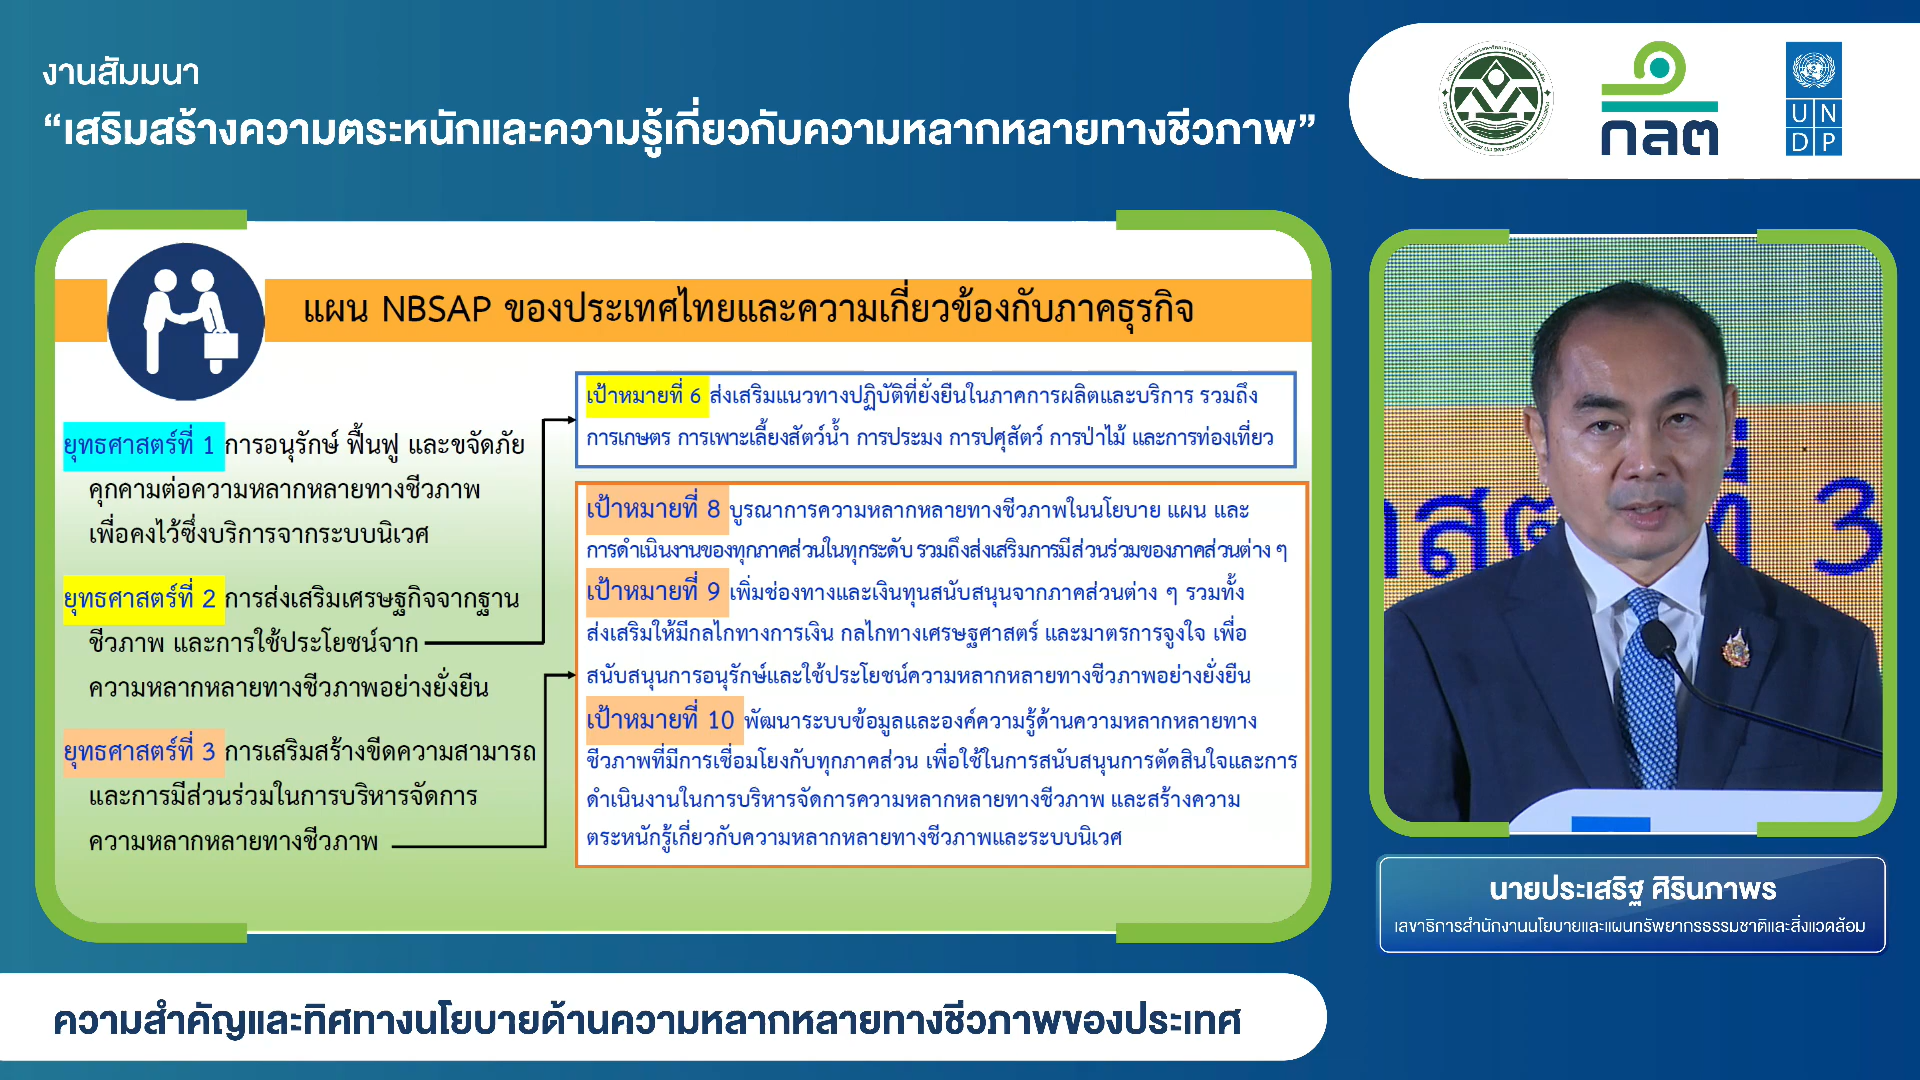 งานสัมมนา
“เสริมสร้างความตระหนักและความรู้เกี่ยวกับความหลากหลายทางชีวภาพ”
กลต
UN
DP
แผน NBSAP ของประเทศไทยและความเกี่ยวข้องกับภาคธุรกิจ
ยุทธศาสตร์ที่ 1 การอนุรักษ์ ฟื้นฟู และขจัดภัย
คุกคามต่อความหลากหลายทางชีวภาพ
เพื่อคงไว้ซึ่งบริการจากระบบนิเวศ
ยุทธศาสตร์ที่ 2 การส่งเสริมเศรษฐกิจจากฐาน
ชีวภาพ และการใช้ประโยชน์จาก
ความหลากหลายทางชีวภาพอย่างยั่งยืน
ยุทธศาสตร์ที่ 3 การเสริมสร้างขีดความสามารถ
และการมีส่วนร่วมในการบริหารจัดการ
ความหลากหลายทางชีวภาพ
เป้าหมายที่ 6 ส่งเสริมแนวทางปฏิบัติที่ยั่งยืนในภาคการผลิตและบริการ รวมถึง
การเกษตร การเพาะเลี้ยงสัตว์น้ำ การประมง การปศุสัตว์ การป่าไม้ และการท่องเที่ยว
เป้าหมายที่ 8 บูรณาการความหลากหลายทางชีวภาพในนโยบาย แผน และ
การดำเนินงานของทุกภาคส่วนในทุกระดับ รวมถึงส่งเสริมการมีส่วนร่วมของภาคส่วนต่าง ๆ
เป้าหมายที่ 9 เพิ่มช่องทางและเงินทุนสนับสนุนจากภาคส่วนต่าง ๆ รวมทั้ง
ส่งเสริมให้มีกลไกทางการเงิน กลไกทางเศรษฐศาสตร์ และมาตรการจูงใจ เพื่อ
สนับสนุนการอนุรักษ์และใช้ประโยชน์ความหลากหลายทางชีวภาพอย่างยั่งยืน
เป้าหมายที่ 10 พัฒนาระบบข้อมูลและองค์ความรู้ด้านความหลากหลายทาง
ชีวภาพที่มีการเชื่อมโยงกับทุกภาคส่วน เพื่อใช้ในการสนับสนุนการตัดสินใจและการ
ดำเนินงานในการบริหารจัดการความหลากหลายทางชีวภาพ และสร้างความ
ตระหนักรู้เกี่ยวกับความหลากหลายทางชีวภาพและระบบนิเวศ
3
นายประเสริฐ ศิรินภาพร
เลขาธิการสำนักงานนโยบายและแผนทรัพยากรธรรมชาติและสิ่งแวดล้อม
ความสำคัญและทิศทางนโยบายด้านความหลากหลายทางชีวภาพของประเทศ